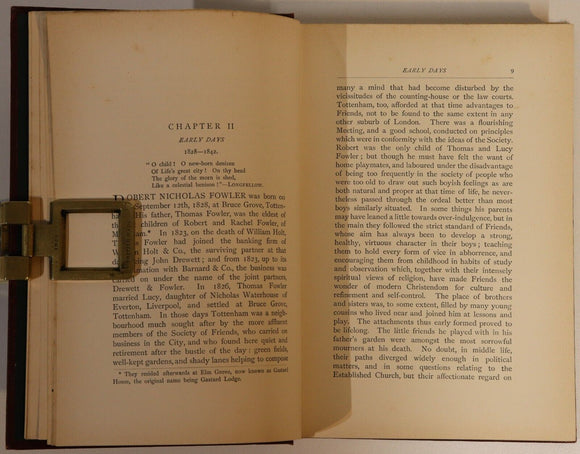 CHAPTER II
EARLY DAYS
1828—1842.
"O child! O new-born denizen
Of Life's great city! On thy head
The glory of the morn is shed,
Like a celestial benison!"—LONGFELLOW.
ROBERT NICHOLAS FOWLER was born on
September 12th, 1828, at Bruce Grove, Totten-
His father, Thomas Fowler, was the eldest of
children of Robert and Rachel Fowler, of
* In 1823, on the death of William Holt,
Fowler had joined the banking firm of
Holt & Co., the surviving partner at that
being John Drewett; and from 1825, up to its
with Barnard & Co., the business was
carried on under the name of the joint partners,
Drewett & Fowler. In 1826, Thomas Fowler
married Lucy, daughter of Nicholas Waterhouse of
Everton, Liverpool, and settled at Bruce Grove,
Tottenham. In those days Tottenham was a neigh-
bourhood much sought after by the more affluent
members of the Society of Friends, who carried on
business in the City, and who found here quiet and
retirement after the bustle of the day: green fields,
well-kept gardens, and shady lanes helping to compose
* They resided afterwards at Elm Grove, now known as Gastard
House, the original name being Gastard Lodge.
EARLY DAYS 9
many a mind that had become disturbed by the
vicissitudes of the counting-house or the law courts.
Tottenham, too, afforded at that time advantages to
Friends, not to be found to the same extent in any
other suburb of London. There was a flourishing
Meeting, and a good school, conducted on principles
which were in conformity with the ideas of the Society.
Robert was the only child of Thomas and Lucy
Fowler; but though he must have felt the want of
home playmates, and laboured under the disadvantage
of being too frequently in the society of people who
were too old to draw out such boyish feelings as are
both natural and proper at that time of life, he never-
theless passed through the ordeal better than most
boys similarly situated. In some things his parents
may have leaned a little towards over-indulgence, but in
the main they followed the strict standard of Friends,
whose aim has always been to develop a strong,
healthy, virtuous character in their boys; teaching
them to hold every form of vice in abhorrence, and
encouraging them from childhood in habits of study
and observation which, together with their intensely
spiritual views of religion, have made Friends the
wonder of modern Christendom for culture and
refinement and self-control. The place of brothers
and sisters was, to some extent, filled by many young
cousins who lived near and joined him at lessons and
play. The attachments thus early formed proved to
be lifelong. The little friends he played with in his
father's garden were amongst the most sorrowful
mourners at his death. No doubt, in middle life,
their paths diverged widely enough in political
matters, and in some questions relating to the
Established Church, but their affectionate regard on